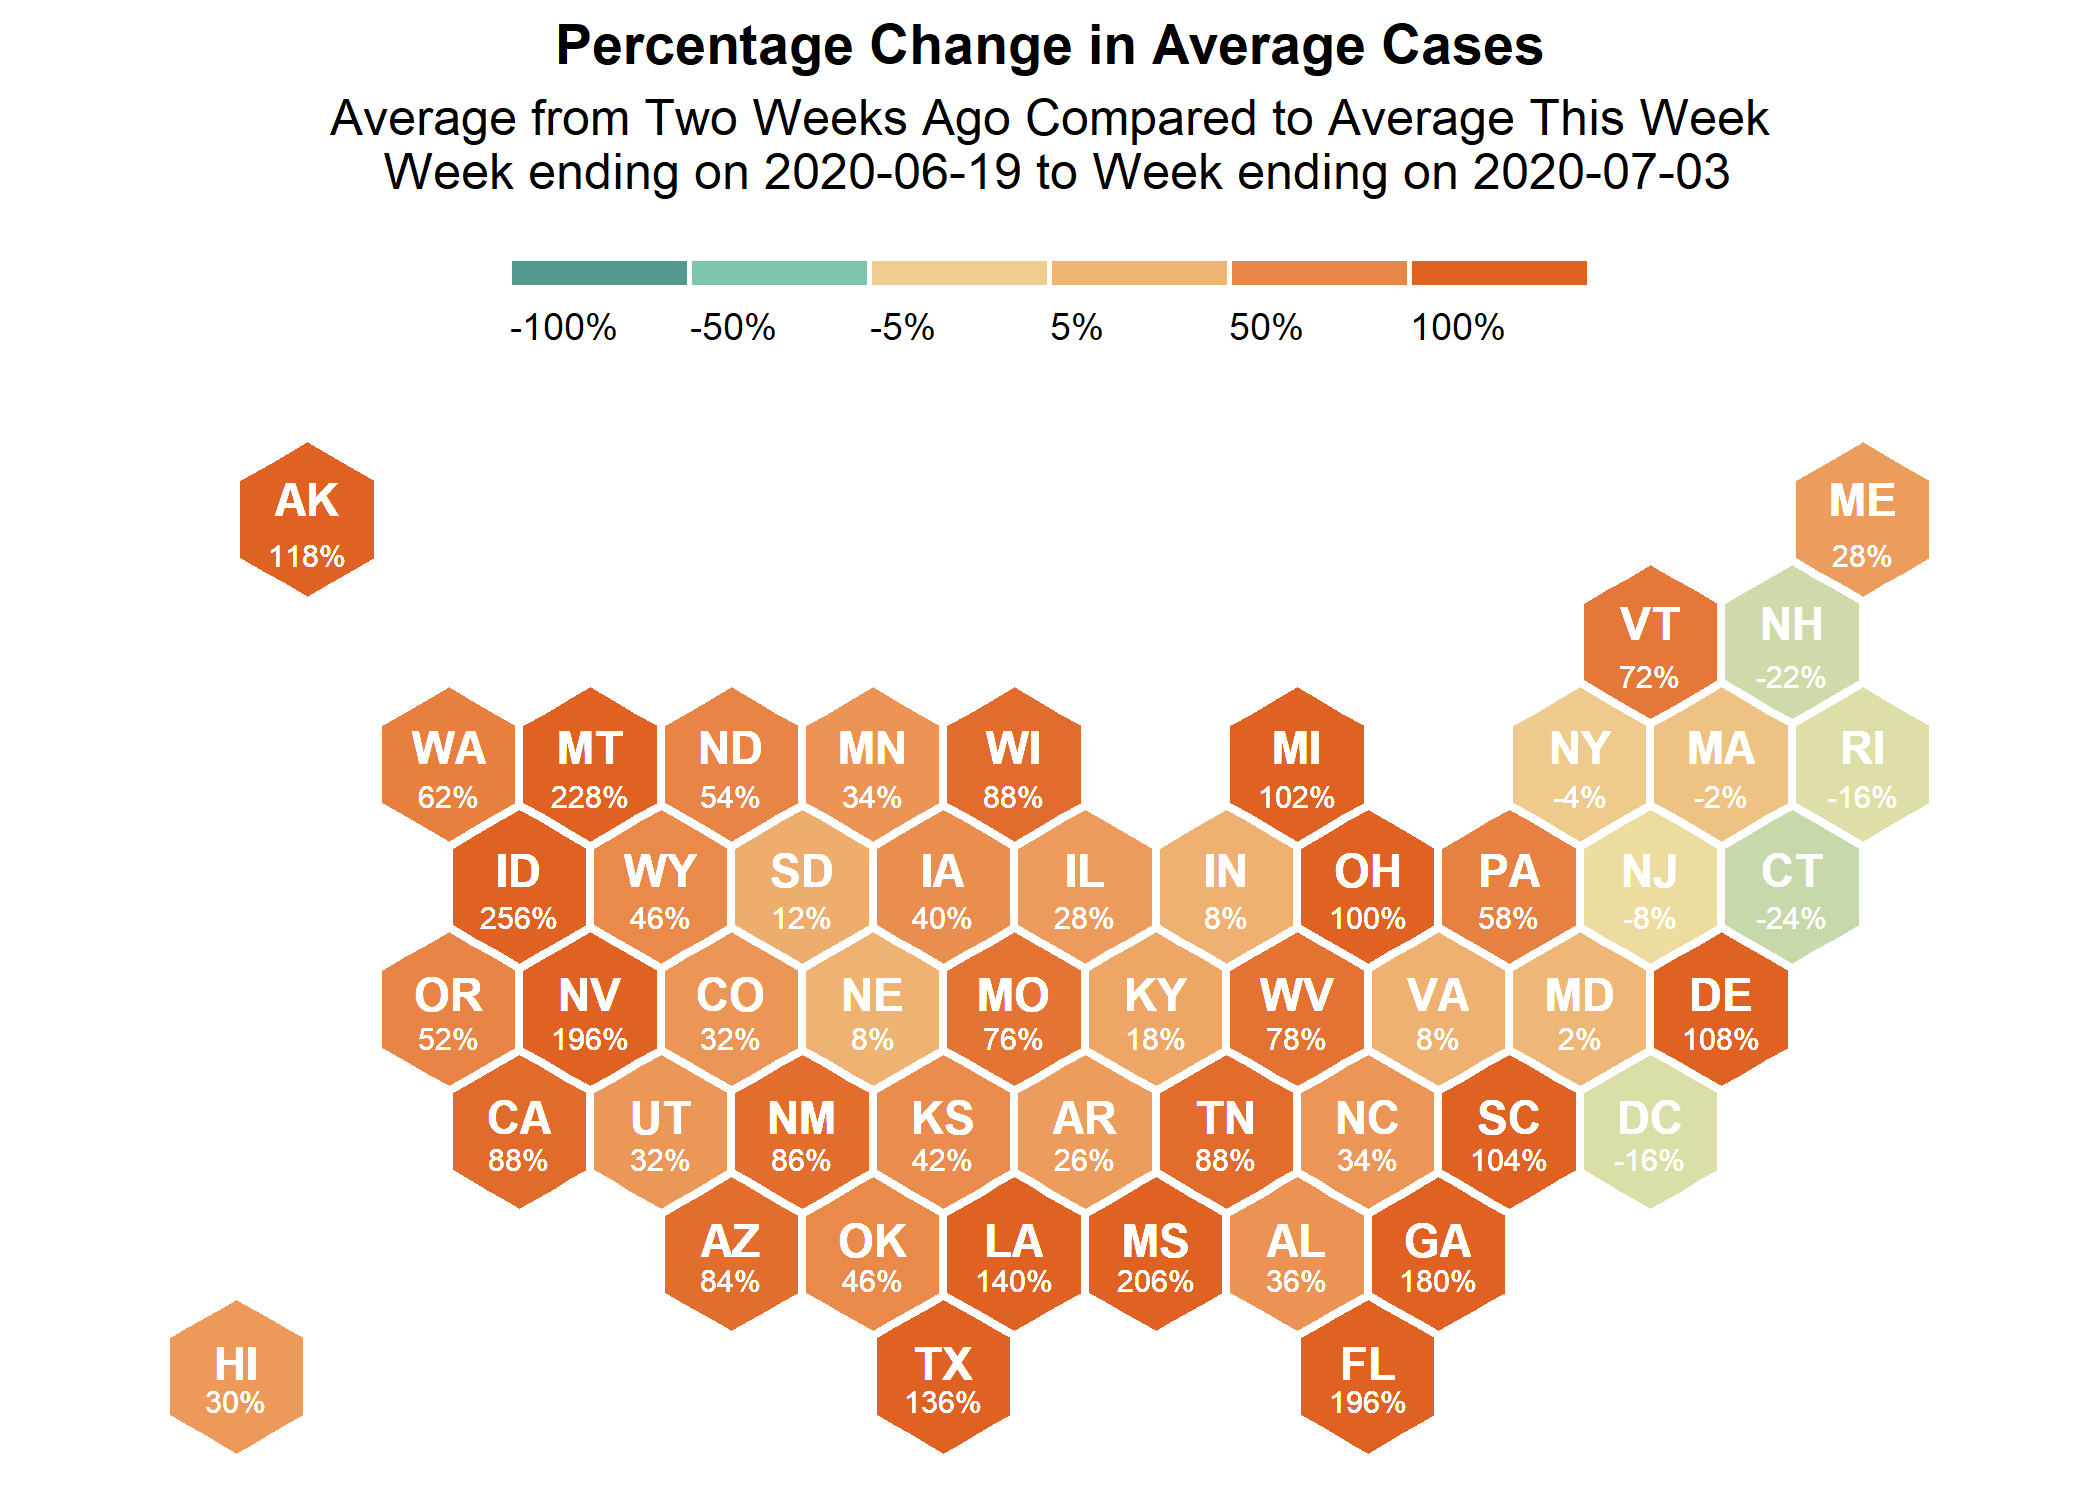 Percentage Change in Average Cases
Average from Two Weeks Ago Compared to Average This Week
Week ending on 2020-06-19 to Week ending on 2020-07-03
-100% -50% -5% 5% 50% 100%
AK ME
118% 28%
VT NH
72% -22%
WA MT ND MN WI MI NY MA RI
62% 228% 54% 34% 88% 102% -4% -2% -16%
ID WY SD IA IL IN OH PA NJ CT
256% 46% 12% 40% 28% 8% 100% 58% -8% -24%
OR NV CO NE MO KY WV VA MD DE
52% 196% 32% 8% 76% 18% 78% 8% 2% 108%
CA UT NM KS AR TN NC SC DC
88% 32% 86% 42% 26% 88% 34% 104% -16%
AZ OK LA MS AL GA
84% 46% 140% 206% 36% 180%
HI TX FL
30% 136% 196%